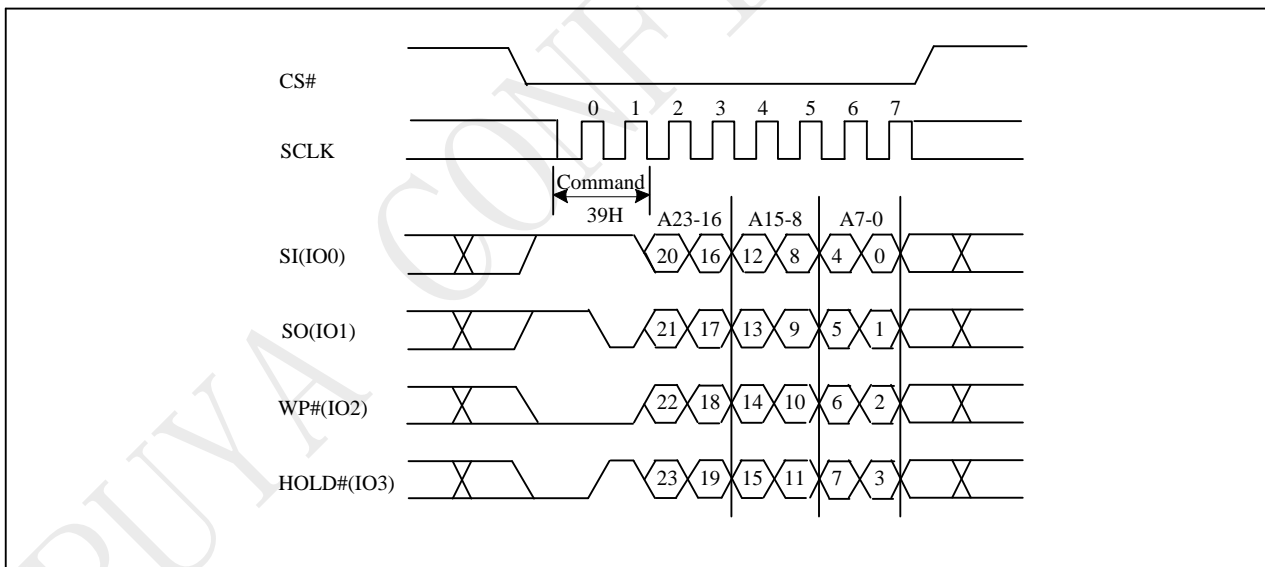 CS#
0 1 2 3 4 5 6 7
SCLK
Command
39H
A23-16 A15-8 A7-0
SI(IO0) 20 16 12 8 4 0
SO(IO1) 21 17 13 9 5 1
WP#(IO2) 22 18 14 10 6 2
HOLD#(IO3) 23 19 15 11 7 3
PUYA CONF